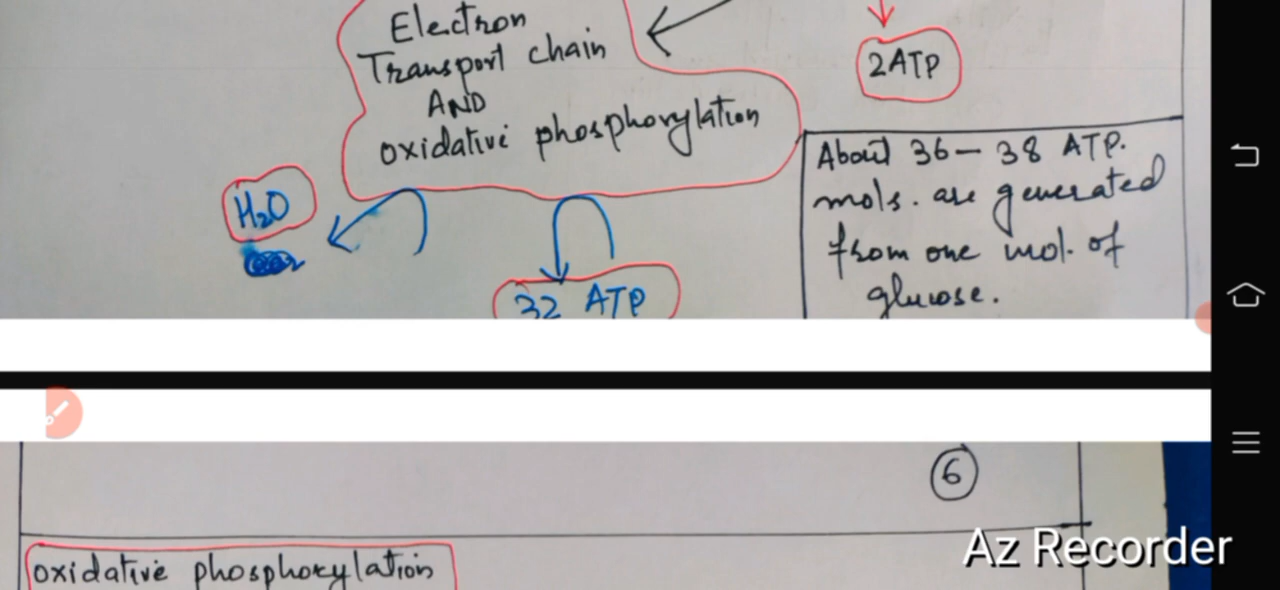 Electron
Transport chain
AND
oxidative phosphorylation
2ATP
H₂O
32 ATP
About 36 - 38 ATP.
mols. are generated
from one mol. of
glucose.
6
oxidative phosphorylation
Az Recorder